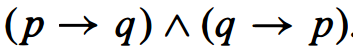 (p → q) ∧ (q → p).